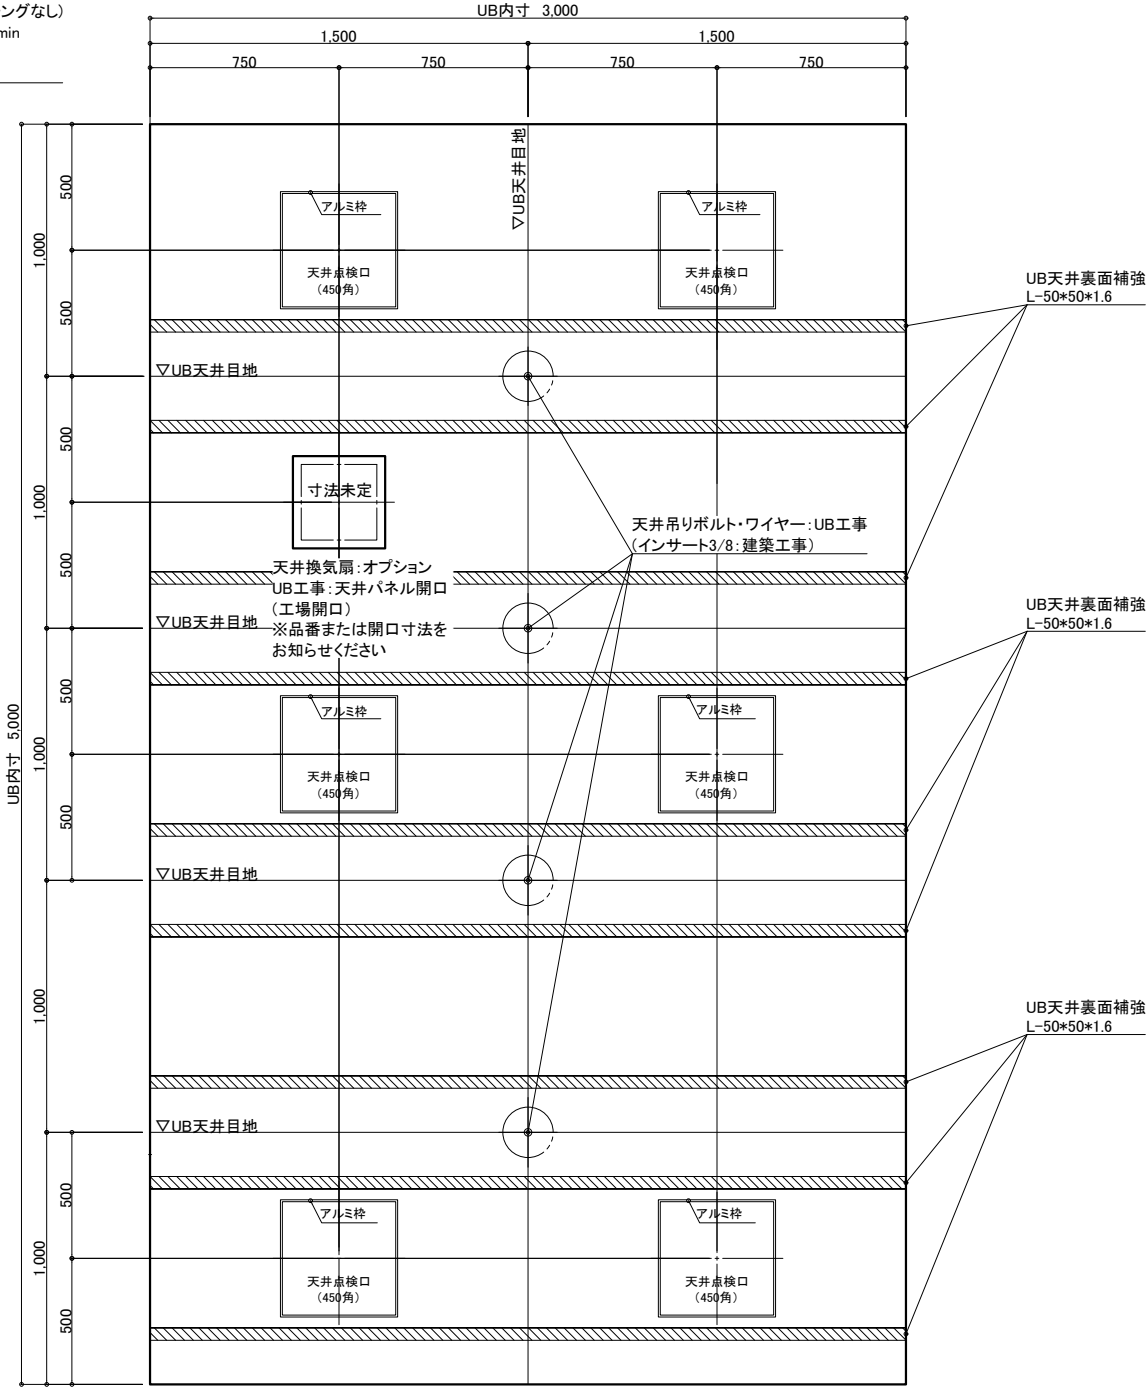 ングなし)
min
UB内寸 3,000
1,500
1,500
750
750
750
750
▽UB天井目地
UB内寸 5,000
1,000
1,000
1,000
1,000
1,000
500
500
500
500
500
500
500
500
アルミ枠
天井点検口
(450角)
アルミ枠
天井点検口
(450角)
UB天井裏面補強
L-50*50*1.6
▽UB天井目地
寸法未定
天井吊りボルト・ワイヤー:UB工事
(インサート3/8:建築工事)
天井換気扇:オプション
UB工事:天井パネル開口
(工場開口)
※品番または開口寸法を
お知らせください
▽UB天井目地
UB天井裏面補強
L-50*50*1.6
アルミ枠
天井点検口
(450角)
アルミ枠
天井点検口
(450角)
▽UB天井目地
UB天井裏面補強
L-50*50*1.6
▽UB天井目地
アルミ枠
天井点検口
(450角)
アルミ枠
天井点検口
(450角)